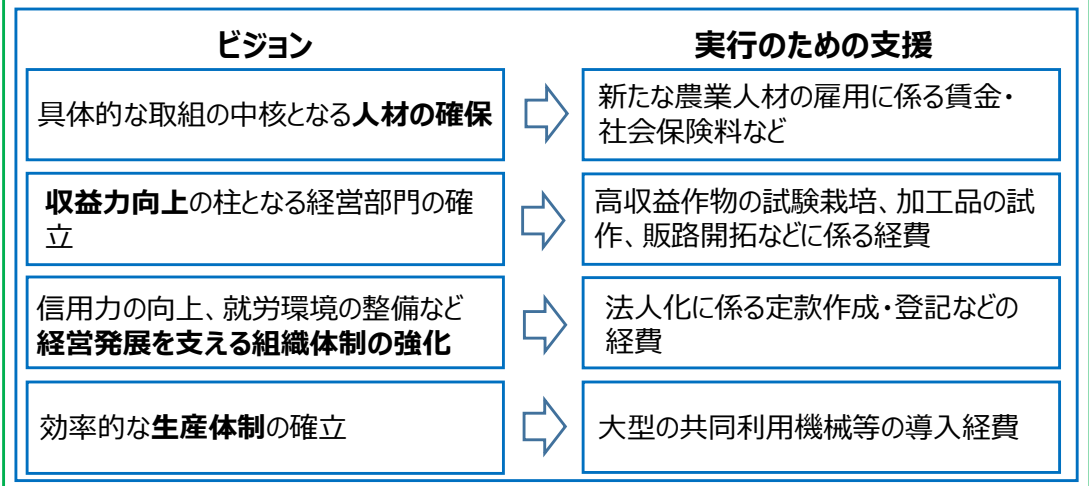 ビジョン
実行のための支援
具体的な取組の中核となる人材の確保
新たな農業人材の雇用に係る賃金・
社会保険料など
収益力向上の柱となる経営部門の確
立
高収益作物の試験栽培、加工品の試
作、販路開拓などに係る経費
信用力の向上、就労環境の整備など
経営発展を支える組織体制の強化
法人化に係る定款作成・登記などの
経費
効率的な生産体制の確立
大型の共同利用機械等の導入経費